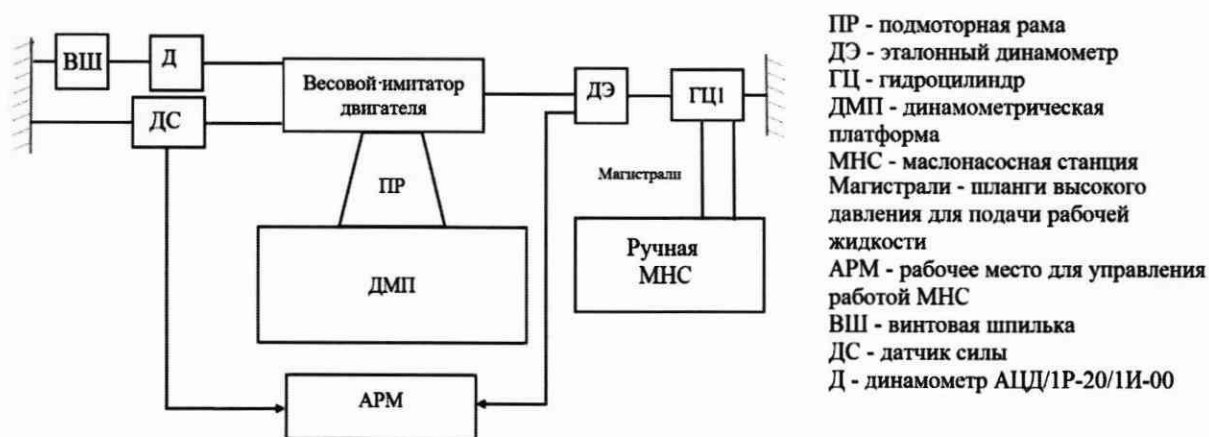 ВШ
Д
ДС
Весовой имитатор
двигателя
ДЭ
ГЦ1
ПР
Магистрали
ДМП
Ручная
МНС
АРМ
ПР - подмоторная рама
ДЭ - эталонный динамометр
ГЦ - гидроцилиндр
ДМП - динамометрическая
платформа
МНС - маслонасосная станция
Магистрали - шланги высокого
давления для подачи рабочей
жидкости
АРМ - рабочее место для управления
работой МНС
ВШ - винтовая шпилька
ДС - датчик силы
Д - динамометр АЦД/1Р-20/1И-00